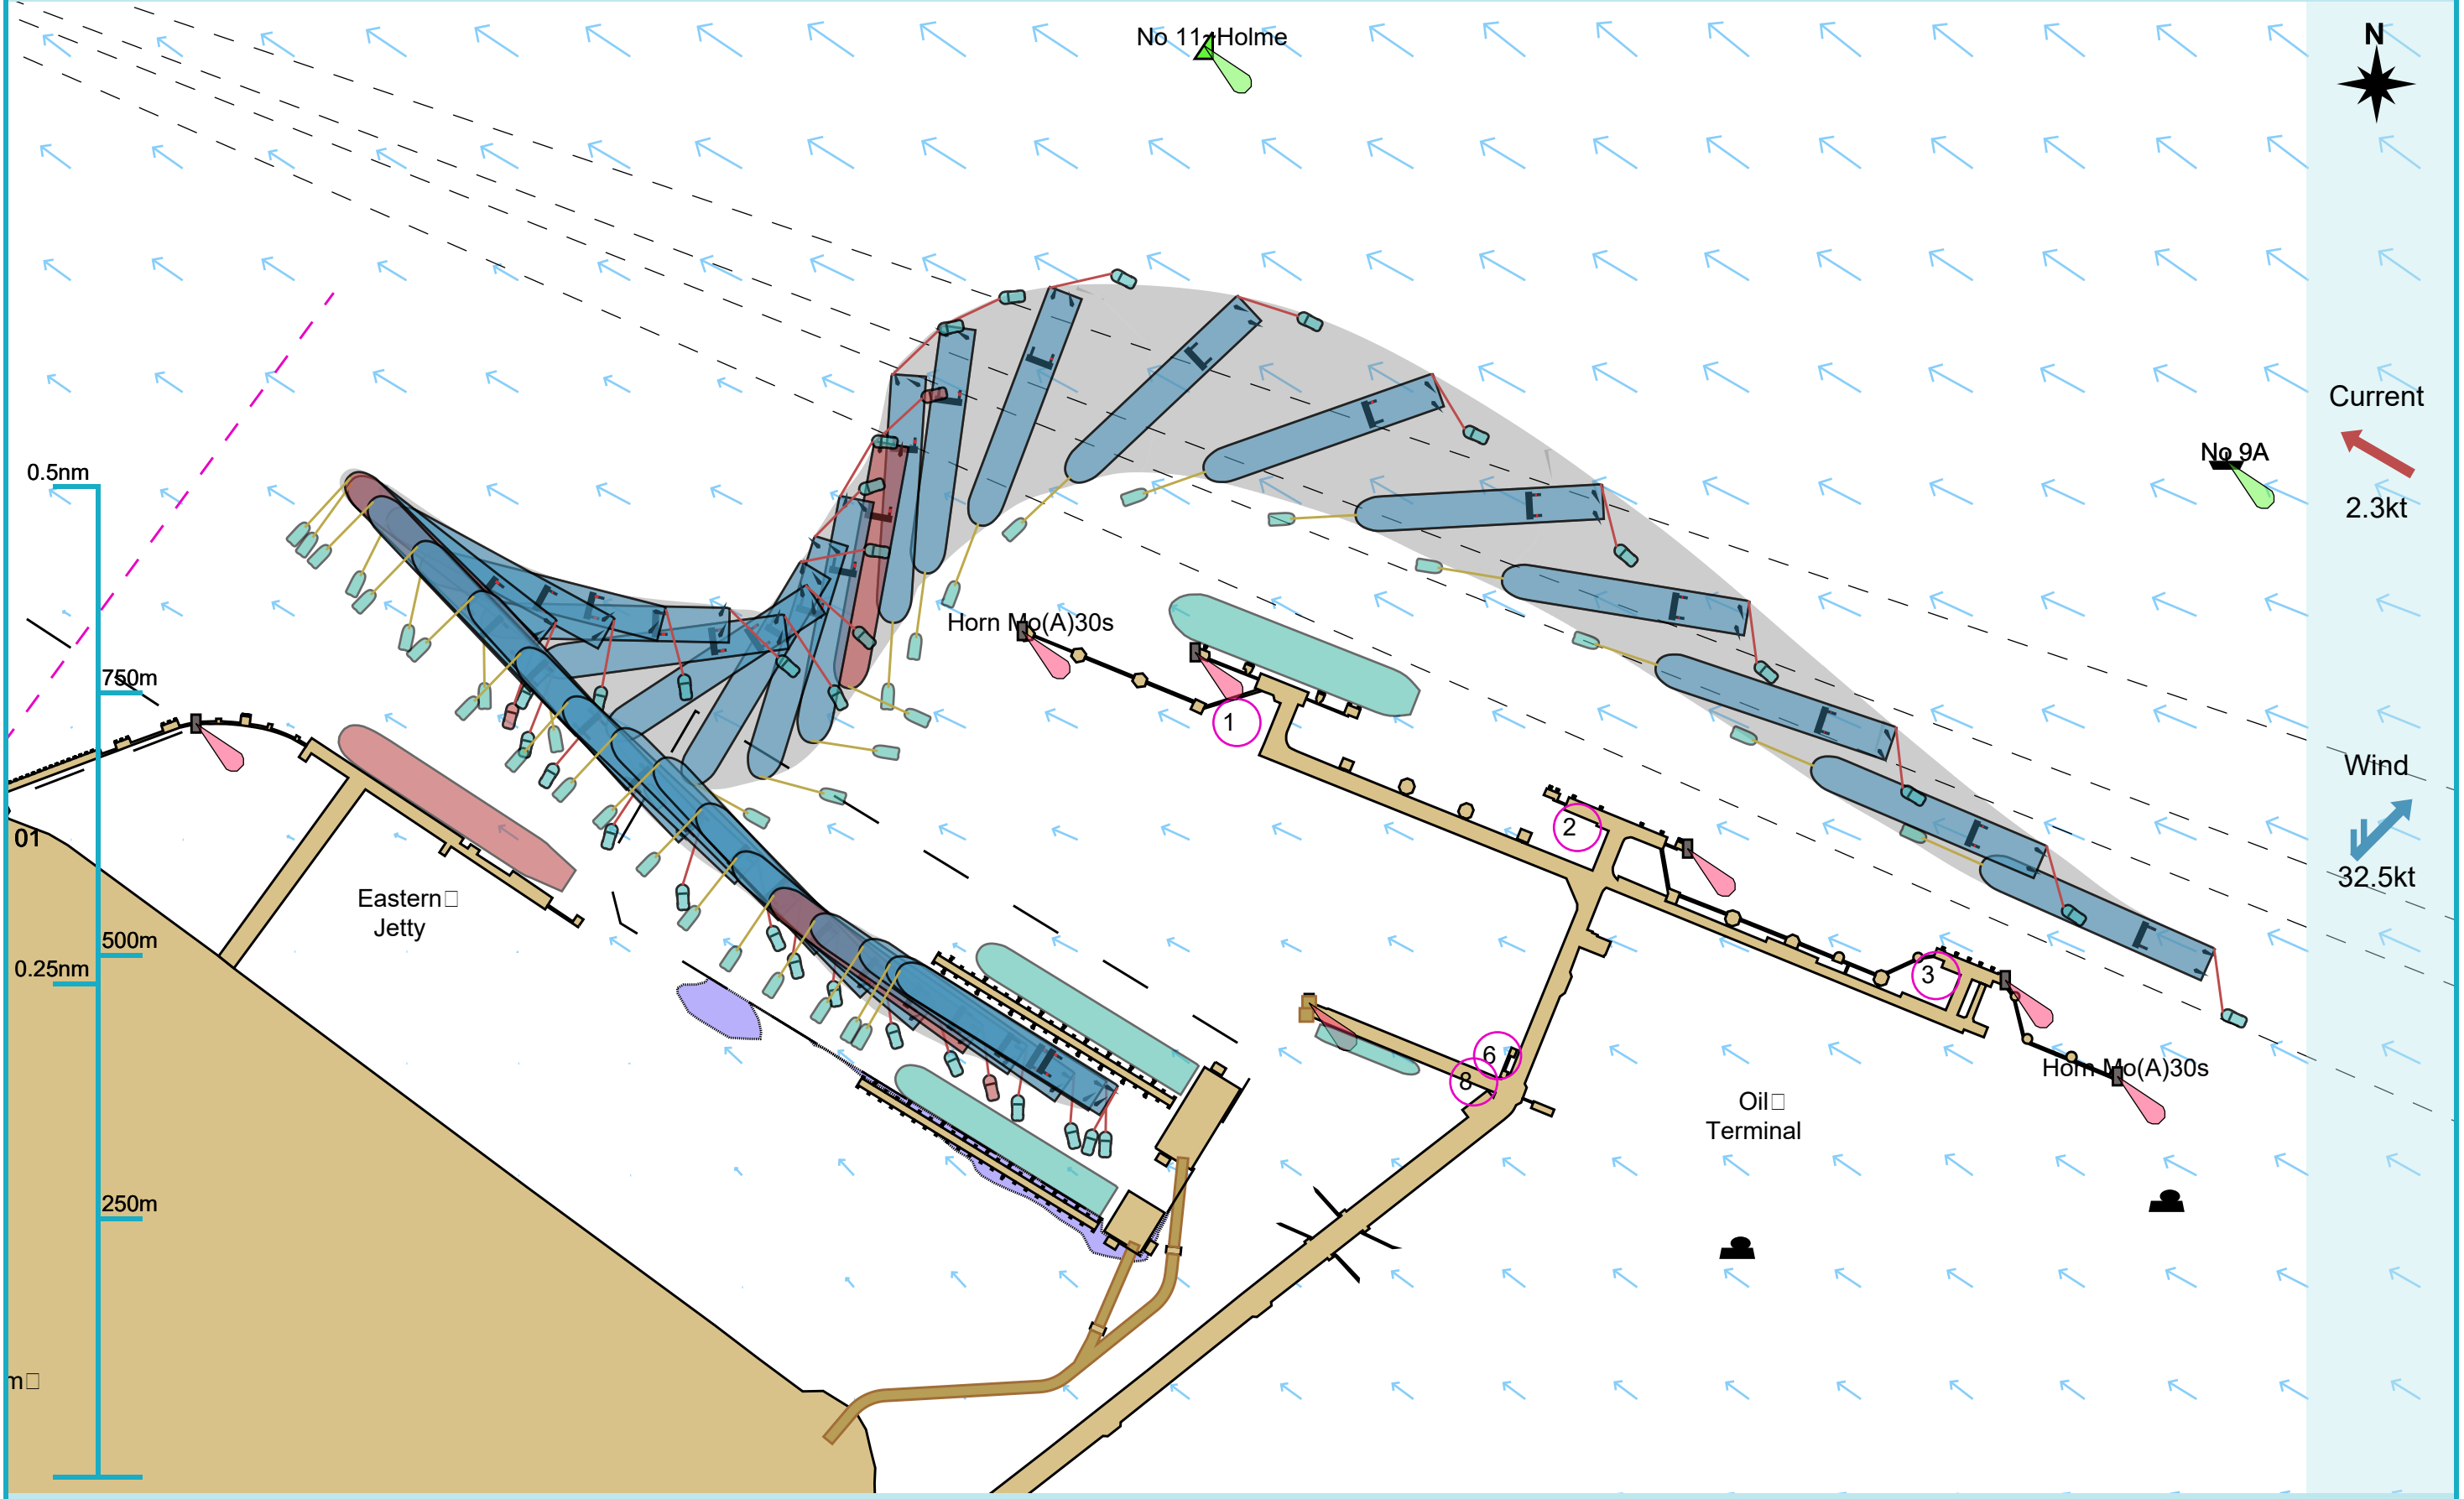 No 11 Holme
N
Current
2.3kt
No 9A
0.5nm
Horn Mo(A)30s
750m
1
Wind
32.5kt
2
01
Eastern
Jetty
500m
0.25nm
3
6
8
Horn Mo(A)30s
Oil
Terminal
250m
m